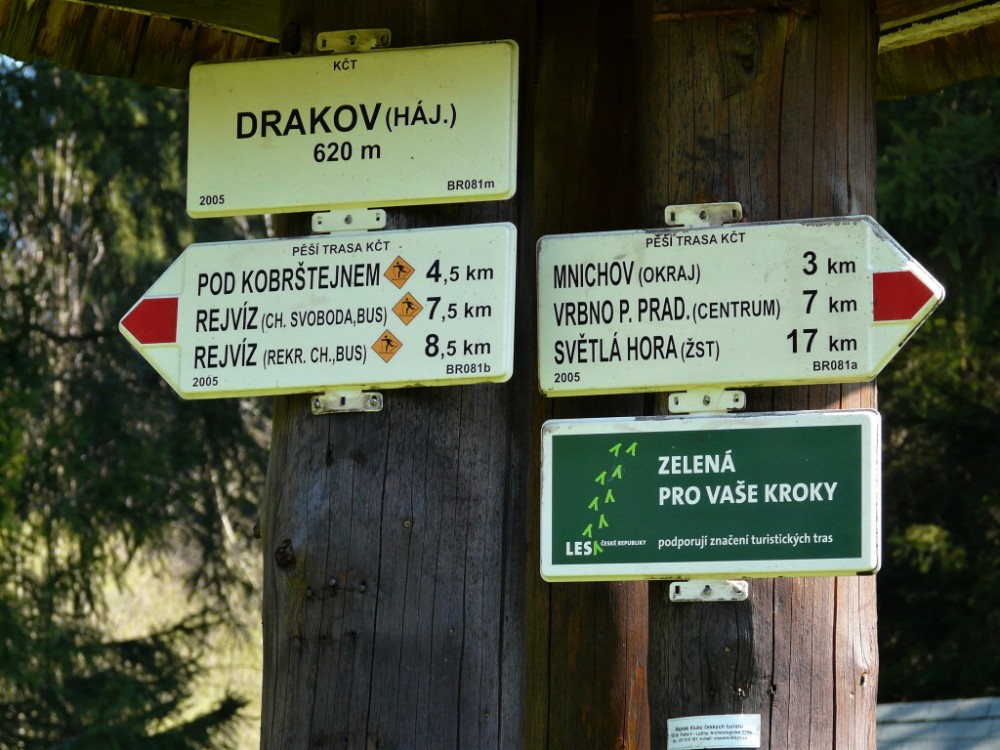 KČT
DRAKOV (HÁJ.)
620 m
2005 BR081m
PĚŠÍ TRASA KČT
POD KOBRŠTEJNEM 4,5 km
REJVÍZ (CH. SVOBODA,BUS) 7,5 km
REJVÍZ (REKR. CH.,BUS) 8,5 km
2005 BR081b
PĚŠÍ TRASA KČT
MNICHOV (OKRAJ) 3 km
VRBNO P. PRAD. (CENTRUM) 7 km
SVĚTLÁ HORA (ŽST) 17 km
2005 BR081a
ZELENÁ
PRO VAŠE KROKY
LESY ČESKÉ REPUBLIKY podporují značení turistických tras
Klubu českých turistů